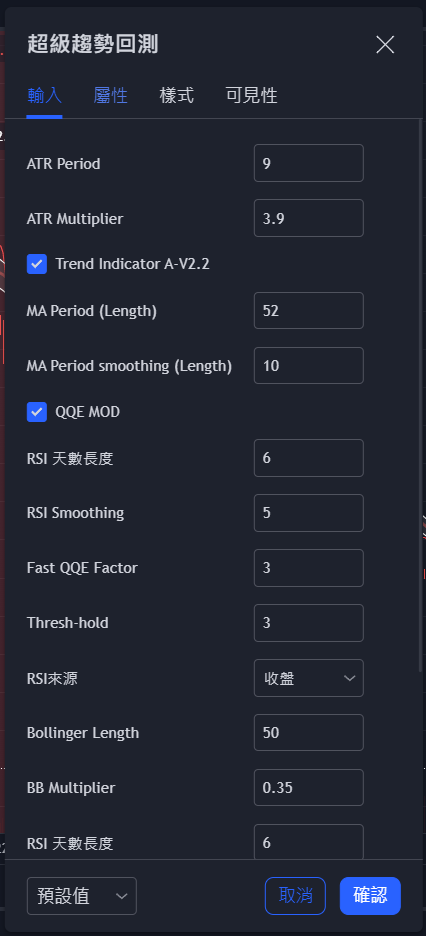 超級趨勢回測
輸入 屬性 樣式 可見性
ATR Period 9
ATR Multiplier 3.9
Trend Indicator A-V2.2
MA Period (Length) 52
MA Period smoothing (Length) 10
QQE MOD
RSI 天數長度 6
RSI Smoothing 5
Fast QQE Factor 3
Thresh-hold 3
RSI來源 收盤
Bollinger Length 50
BB Multiplier 0.35
RSI 天數長度 6
預設值 取消 確認